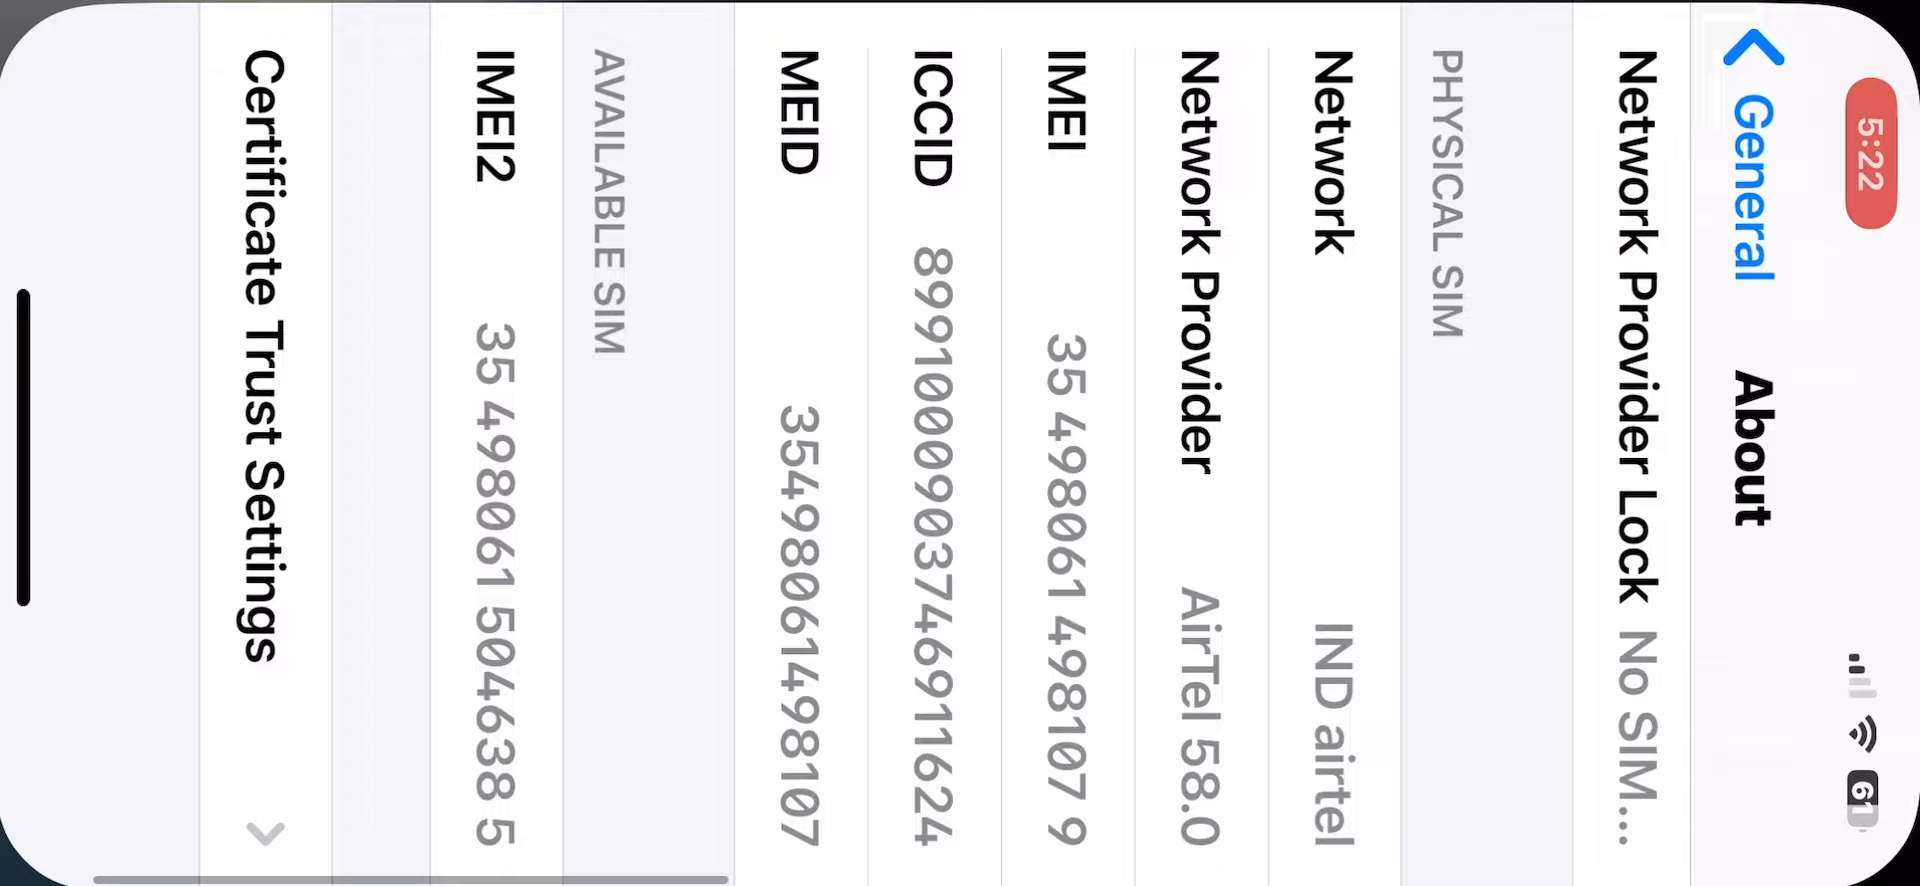 5:22
61
General
About
Network Provider Lock No SIM...
PHYSICAL SIM
Network IND airtel
Network Provider AirTel 58.0
IMEI 35 498061 498107 9
ICCID 89910000903746911624
MEID 35498061498107
AVAILABLE SIM
IMEI2 35 498061 504638 5
Certificate Trust Settings